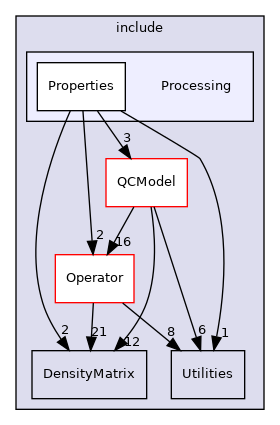 include
Properties
Processing
3
QCModel
2
16
Operator
2
21
12
8
6
1
DensityMatrix
Utilities